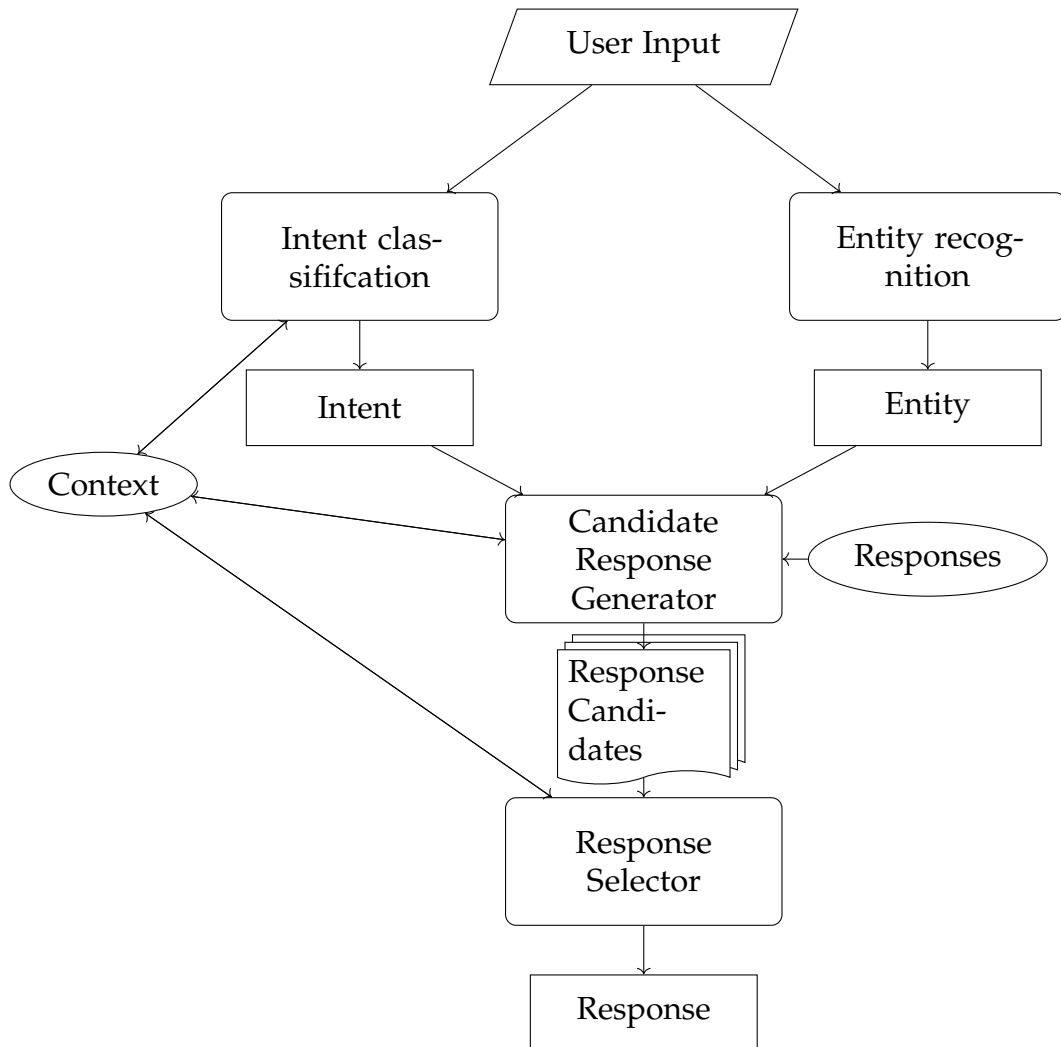 User Input
Intent clas-
sififcation
Entity recog-
nition
Intent
Entity
Context
Candidate
Response
Generator
Responses
Response
Candi-
dates
Response
Selector
Response